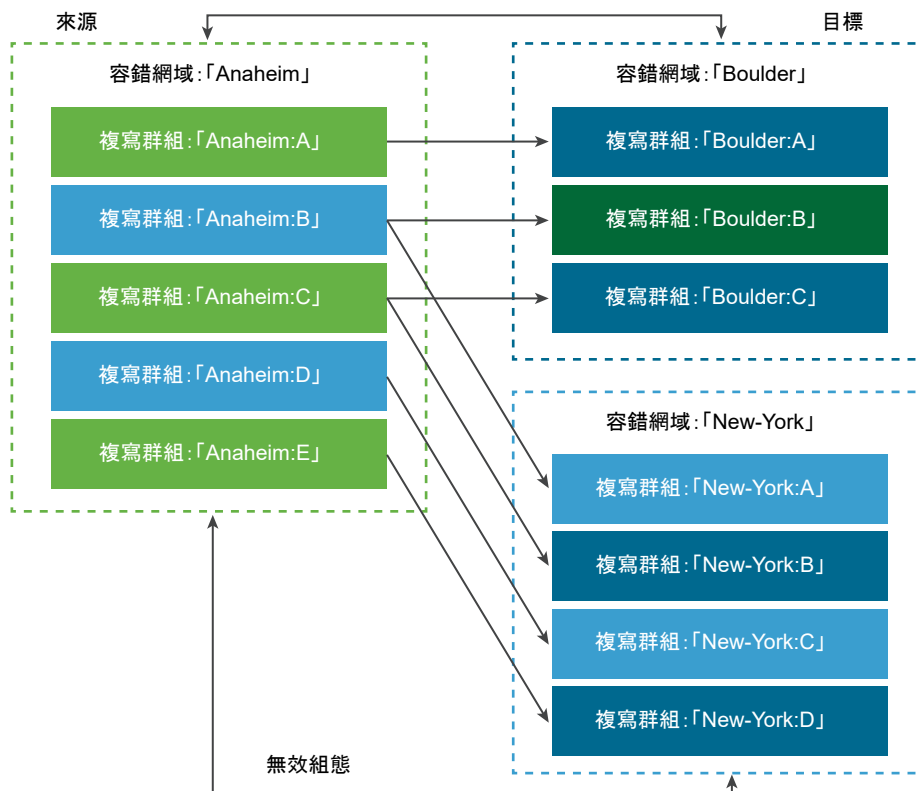 來源
目標
容錯網域:「Anaheim」
複寫群組:「Anaheim:A」
複寫群組:「Anaheim:B」
複寫群組:「Anaheim:C」
複寫群組:「Anaheim:D」
複寫群組:「Anaheim:E」
容錯網域:「Boulder」
複寫群組:「Boulder:A」
複寫群組:「Boulder:B」
複寫群組:「Boulder:C」
容錯網域:「New-York」
複寫群組:「New-York:A」
複寫群組:「New-York:B」
複寫群組:「New-York:C」
複寫群組:「New-York:D」
無效組態